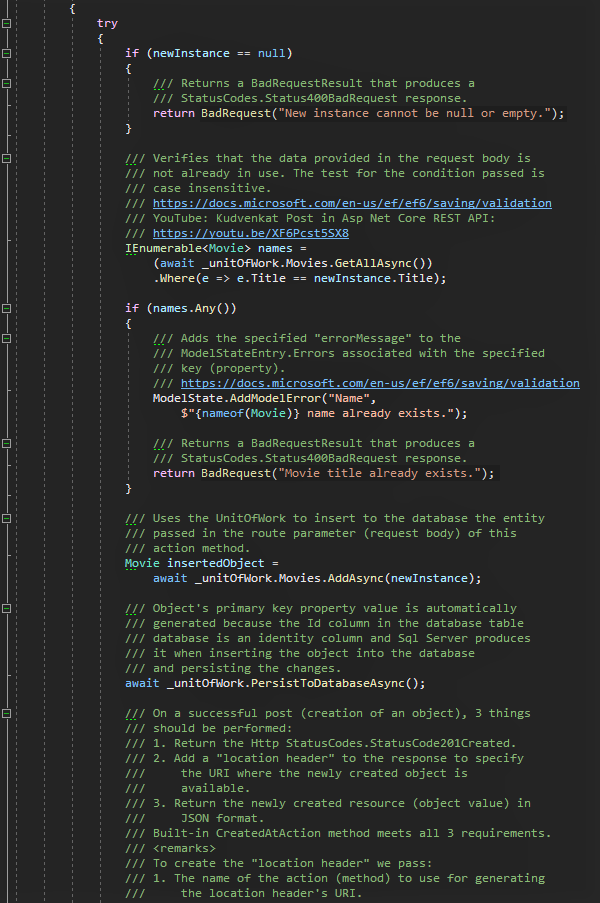 {
try
{
if (newInstance == null)
{
/// Returns a BadRequestResult that produces a
/// StatusCodes.Status400BadRequest response.
return BadRequest("New instance cannot be null or empty.");
}
/// Verifies that the data provided in the request body is
/// not already in use. The test for the condition passed is
/// case insensitive.
/// https://docs.microsoft.com/en-us/ef/ef6/saving/validation
/// YouTube: Kudvenkat Post in Asp Net Core REST API:
/// https://youtu.be/XF6Pcst5SX8
IEnumerable<Movie> names =
(await _unitOfWork.Movies.GetAllAsync())
.Where(e => e.Title == newInstance.Title);
if (names.Any())
{
/// Adds the specified "errorMessage" to the
/// ModelStateEntry.Errors associated with the specified
/// key (property).
/// https://docs.microsoft.com/en-us/ef/ef6/saving/validation
ModelState.AddModelError("Name",
$"{nameof(Movie)} name already exists.");
/// Returns a BadRequestResult that produces a
/// StatusCodes.Status400BadRequest response.
return BadRequest("Movie title already exists.");
}
/// Uses the UnitOfWork to insert to the database the entity
/// passed in the route parameter (request body) of this
/// action method.
Movie insertedObject =
await _unitOfWork.Movies.AddAsync(newInstance);
/// Object's primary key property value is automatically
/// generated because the Id column in the database table
/// database is an identity column and Sql Server produces
/// it when inserting the object into the database
/// and persisting the changes.
await _unitOfWork.PersistToDatabaseAsync();
/// On a successful post (creation of an object), 3 things
/// should be performed:
/// 1. Return the Http StatusCodes.StatusCode201Created.
/// 2. Add a "location header" to the response to specify
/// the URI where the newly created object is
/// available.
/// 3. Return the newly created resource (object value) in
/// JSON format.
/// Built-in CreatedAtAction method meets all 3 requirements.
/// <remarks>
/// To create the "location header" we pass:
/// 1. The name of the action (method) to use for generating
/// the location header's URI.